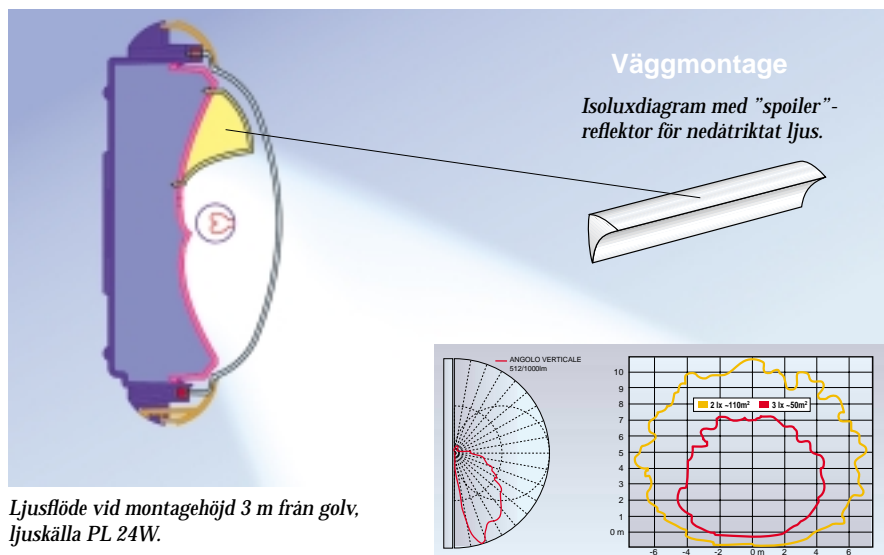 Väggmontage
Isoluxdiagram med ”spoiler”-
reflektor för nedåtriktat ljus.
ANGOLO VERTICALE
512/1000lm
10
9
8
7
6
5
4
3
2
1
0 m
2 lx ~110m²
3 lx ~50m²
-6 -4 -2 0 m 2 4 6
Ljusflöde vid montagehöjd 3 m från golv,
ljuskälla PL 24W.